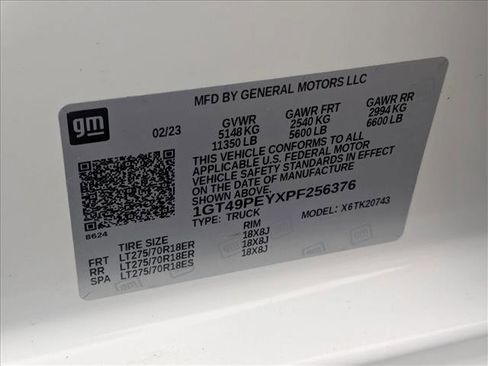 MFD BY GENERAL MOTORS LLC
gm
02/23 GVWR GAWR FRT GAWR RR
5148 KG 2540 KG 2994 KG
11350 LB 5600 LB 6600 LB
THIS VEHICLE CONFORMS TO ALL
APPLICABLE U.S. FEDERAL MOTOR
VEHICLE SAFETY STANDARDS IN EFFECT
ON THE DATE OF MANUFACTURE
SHOWN ABOVE.
1GT49PEYXPF256376
TYPE: TRUCK MODEL: X6TK20743
8624
TIRE SIZE RIM
FRT LT275/70R18ER 18X8J
RR LT275/70R18ER 18X8J
SPA LT275/70R18ES 18X8J